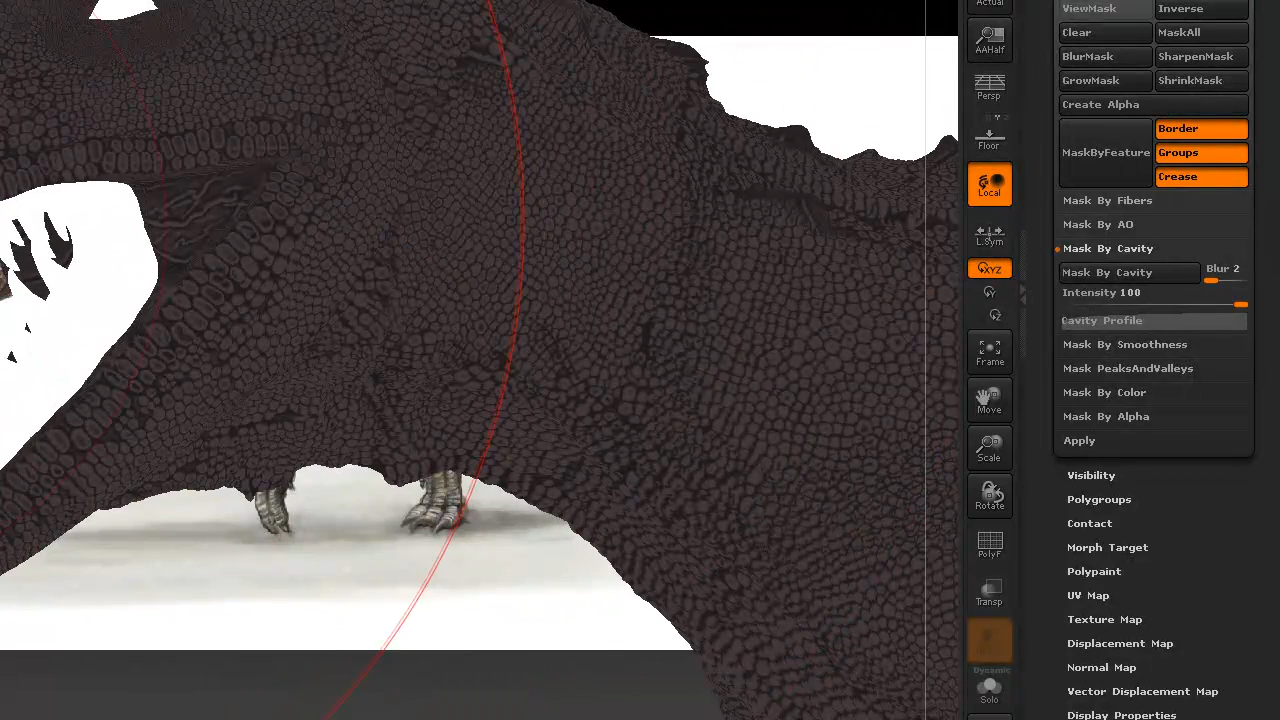 Actual
AAHalf
Persp
Floor
Local
L.Sym
XYZ
Frame
Move
Scale
Rotate
PolyF
Transp
Dynamic
Solo
ViewMask Inverse
Clear MaskAll
BlurMask SharpenMask
GrowMask ShrinkMask
Create Alpha
MaskByFeature
Border
Groups
Crease
Mask By Fibers
Mask By AO
Mask By Cavity
Mask By Cavity Blur 2
Intensity 100
Cavity Profile
Mask By Smoothness
Mask PeaksAndValleys
Mask By Color
Mask By Alpha
Apply
Visibility
Polygroups
Contact
Morph Target
Polypaint
UV Map
Texture Map
Displacement Map
Normal Map
Vector Displacement Map
Display Properties